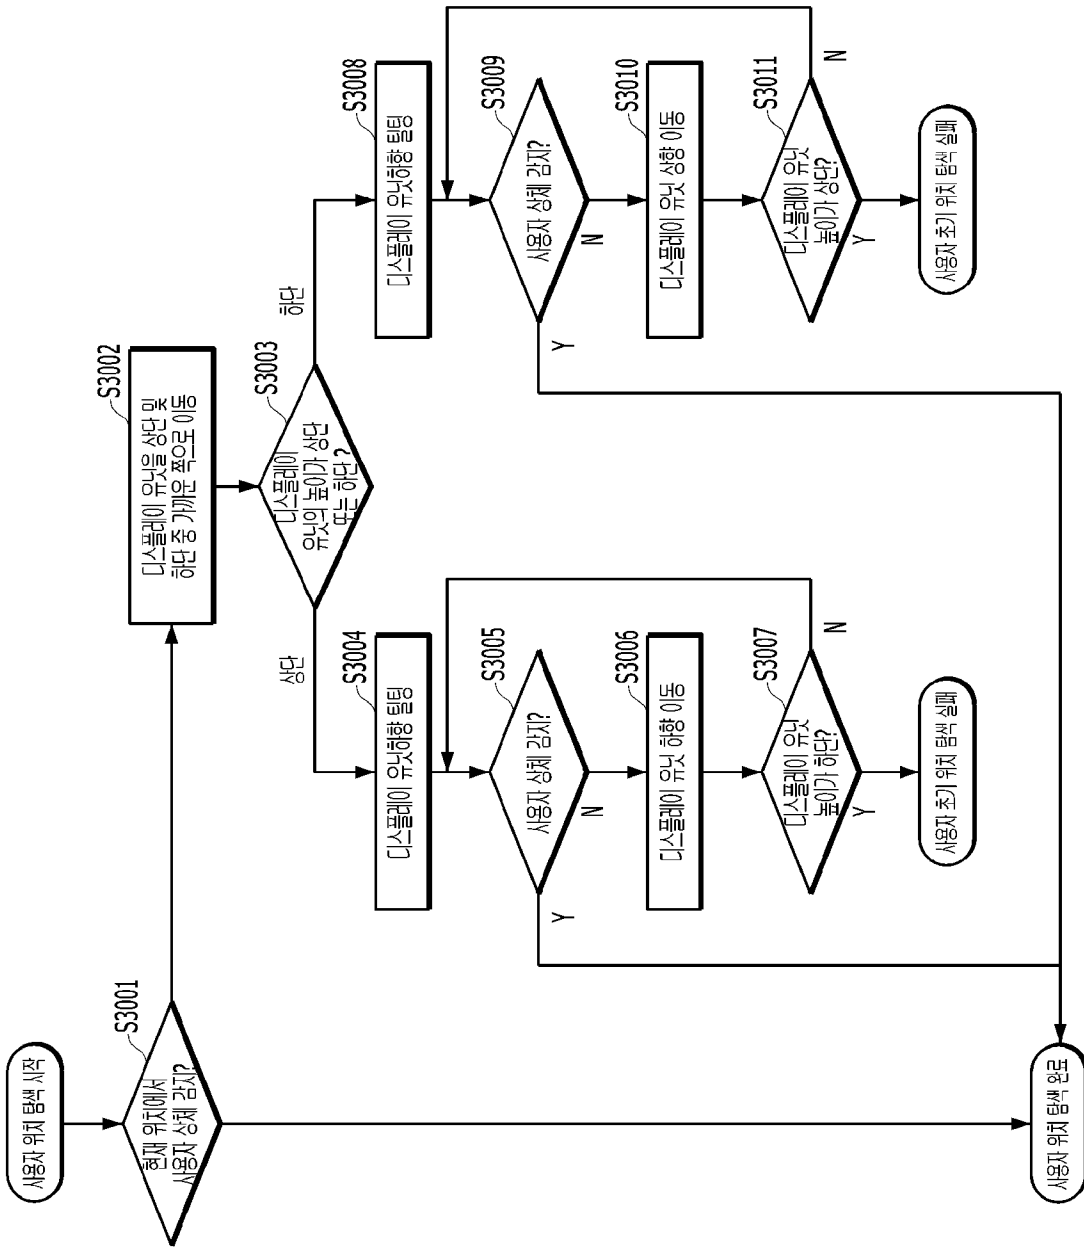 사용자 위치 탐색 시작
S3001
현재 위치에서
사용자 상체 감지?
S3002
디스플레이 유닛을 상단 및
하단 중 가까운 쪽으로 이동
S3003
디스플레이
유닛의 높이가 상단
또는 하단?
상단
하단
S3004
디스플레이 유닛하향 틸팅
S3005
사용자 상체 감지?
Y
N
S3006
디스플레이 유닛 하향 이동
S3007
디스플레이 유닛
높이가 하단?
N
Y
사용자 초기 위치 탐색 실패
S3008
디스플레이 유닛하향 틸팅
S3009
사용자 상체 감지?
Y
N
S3010
디스플레이 유닛 상향 이동
S3011
디스플레이 유닛
높이가 상단?
N
Y
사용자 초기 위치 탐색 실패
사용자 위치 탐색 완료